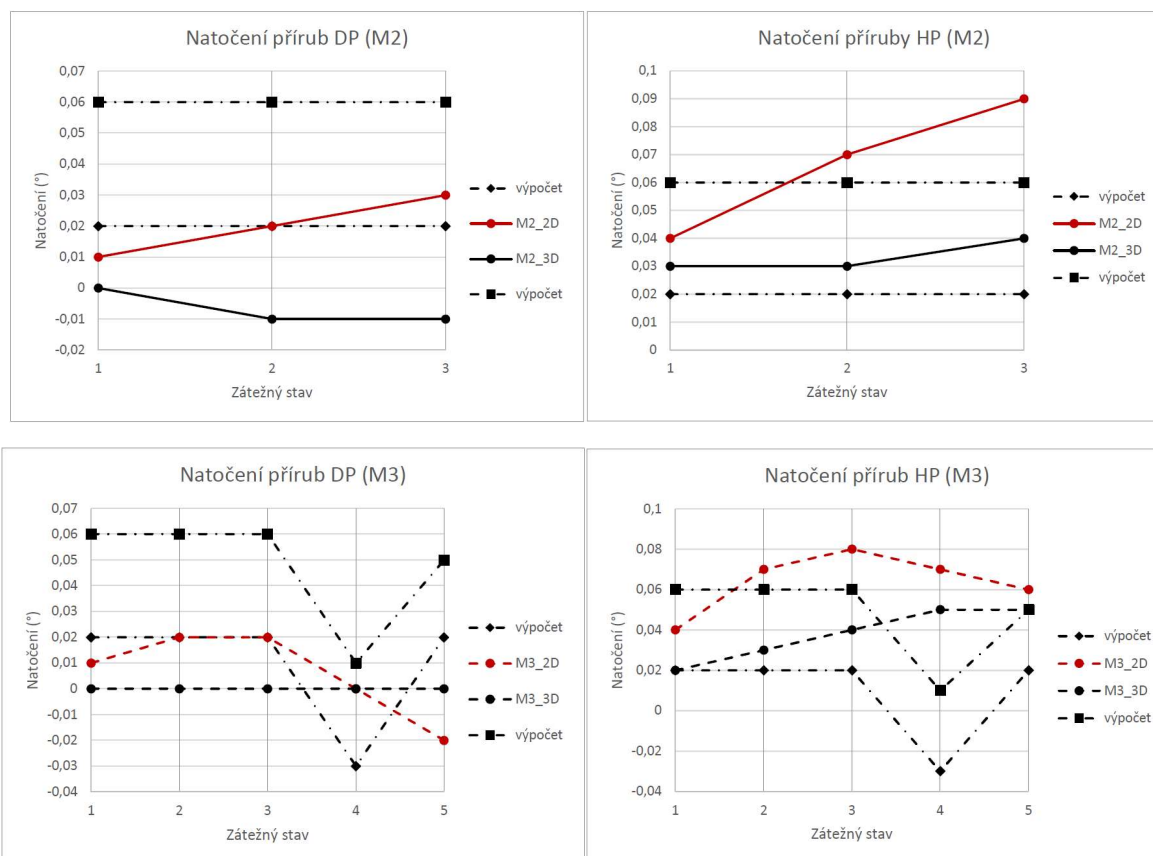 Natočení přírub DP (M2)
0,07
0,06
0,05
0,04
0,03
0,02
0,01
0
-0,01
-0,02
Natočení (°)
1 2 3
Zátežný stav
výpočet
M2_2D
M2_3D
výpočet
Natočení příruby HP (M2)
0,1
0,09
0,08
0,07
0,06
0,05
0,04
0,03
0,02
0,01
0
Natočení (°)
1 2 3
Zátežný stav
výpočet
M2_2D
M2_3D
výpočet
Natočení přírub DP (M3)
0,07
0,06
0,05
0,04
0,03
0,02
0,01
0
-0,01
-0,02
-0,03
-0,04
Natočení (°)
1 2 3 4 5
Zátežný stav
výpočet
M3_2D
M3_3D
výpočet
Natočení přírub HP (M3)
0,1
0,08
0,06
0,04
0,02
0
-0,02
-0,04
Natočení (°)
1 2 3 4 5
Zátežný stav
výpočet
M3_2D
M3_3D
výpočet